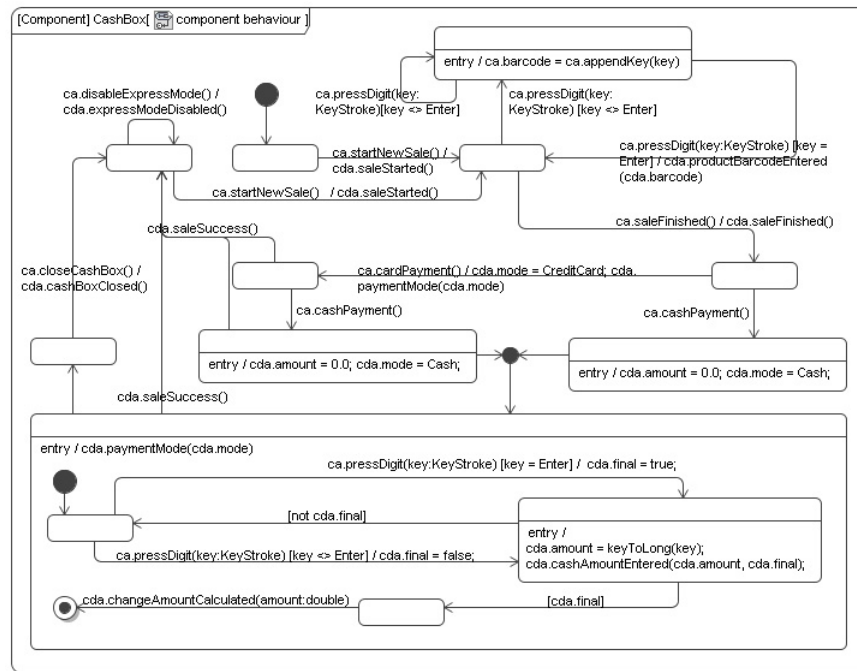 [Component] CashBox[ component behaviour ]
entry / ca.barcode = ca.appendKey(key)
ca.disableExpressMode() /
cda.expressModeDisabled()
ca.pressDigit(key:
KeyStroke)[key <> Enter]
ca.pressDigit(key:
KeyStroke) [key <> Enter]
ca.startNewSale() /
cda.saleStarted()
ca.pressDigit(key:KeyStroke) [key =
Enter] / cda.productBarcodeEntered
(cda.barcode)
ca.startNewSale() / cda.saleStarted()
ca.saleFinished() / cda.saleFinished()
cda.saleSuccess()
ca.closeCashBox() /
cda.cashBoxClosed()
ca.cardPayment() / cda.mode = CreditCard; cda.
paymentMode(cda.mode)
ca.cashPayment()
ca.cashPayment()
entry / cda.amount = 0.0; cda.mode = Cash;
entry / cda.amount = 0.0; cda.mode = Cash;
cda.saleSuccess()
entry / cda.paymentMode(cda.mode)
ca.pressDigit(key:KeyStroke) [key = Enter] / cda.final = true;
[not cda.final]
entry /
cda.amount = keyToLong(key);
cda.cashAmountEntered(cda.amount, cda.final);
ca.pressDigit(key:KeyStroke) [key <> Enter] / cda.final = false;
cda.changeAmountCalculated(amount:double)
[cda.final]